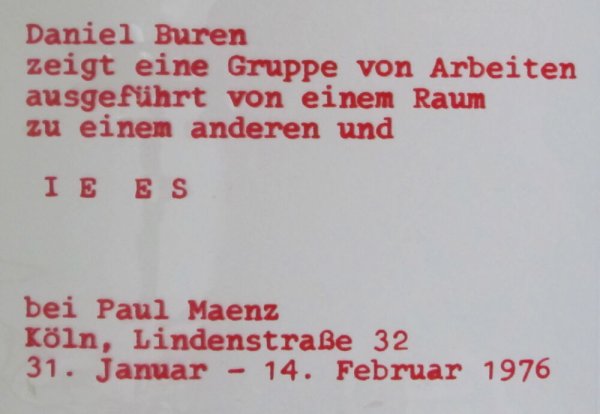 Daniel Buren
zeigt eine Gruppe von Arbeiten
ausgeführt von einem Raum
zu einem anderen und
I E E S
bei Paul Maenz
Köln, Lindenstraße 32
31. Januar - 14. Februar 1976